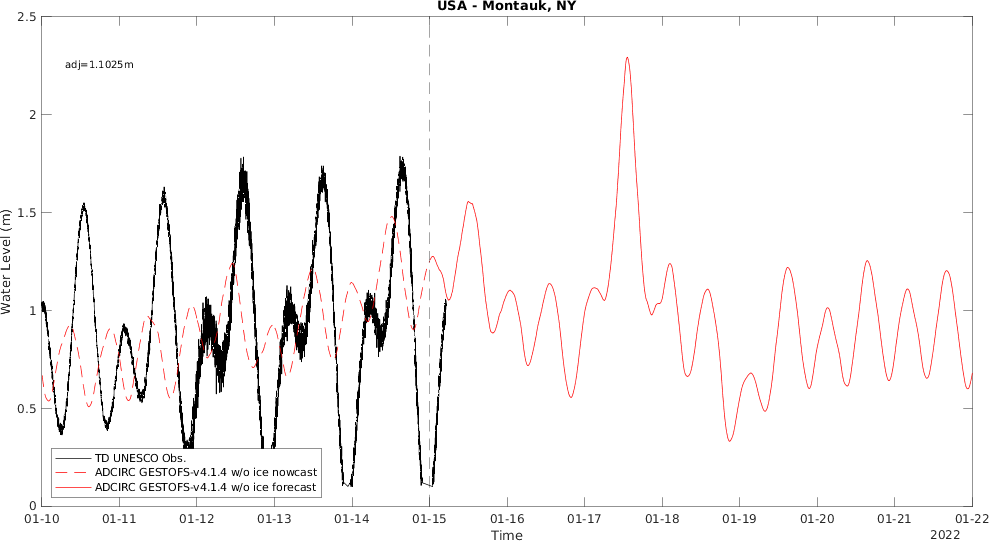 USA - Montauk, NY
adj=1.1025m
Water Level (m)
2.5
2
1.5
1
0.5
0
TD UNESCO Obs.
ADCIRC GESTOFS-v4.1.4 w/o ice nowcast
ADCIRC GESTOFS-v4.1.4 w/o ice forecast
01-10 01-11 01-12 01-13 01-14 01-15 01-16 01-17 01-18 01-19 01-20 01-21 01-22
Time
2022